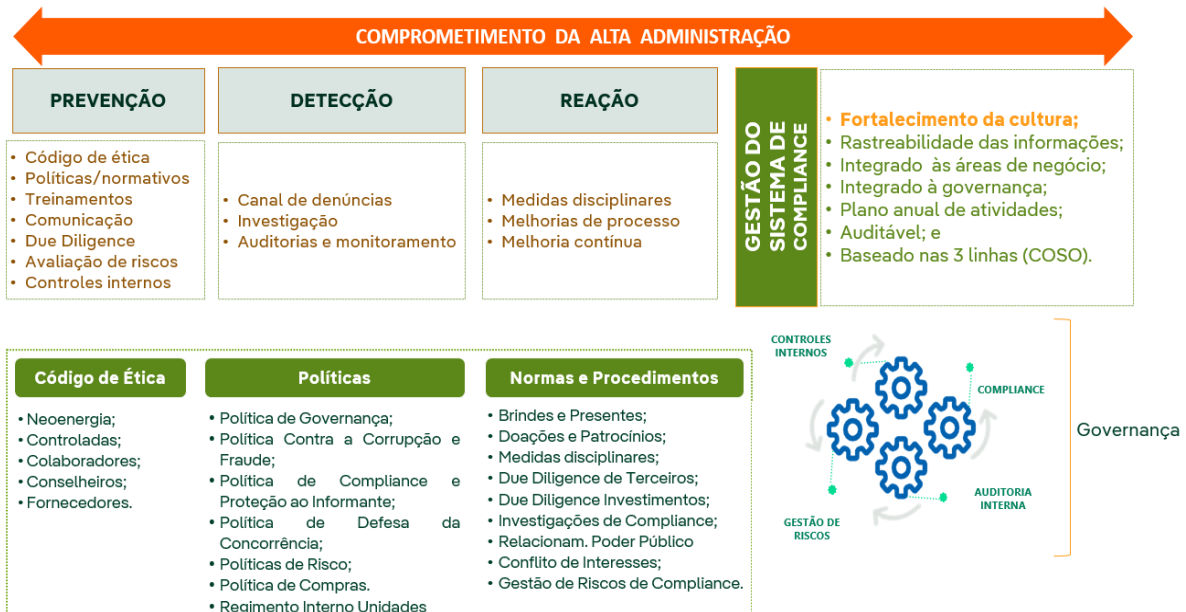 COMPROMETIMENTO DA ALTA ADMINISTRAÇÃO
PREVENÇÃO
• Código de ética
• Políticas/normativos
• Treinamentos
• Comunicação
• Due Diligence
• Avaliação de riscos
• Controles internos
DETECÇÃO
• Canal de denúncias
• Investigação
• Auditorias e monitoramento
REAÇÃO
• Medidas disciplinares
• Melhorias de processo
• Melhoria contínua
GESTÃO DO
SISTEMA DE
COMPLIANCE
• Fortalecimento da cultura;
• Rastreabilidade das informações;
• Integrado às áreas de negócio;
• Integrado à governança;
• Plano anual de atividades;
• Auditável; e
• Baseado nas 3 linhas (COSO).
Código de Ética
• Neoenergia;
• Controladas;
• Colaboradores;
• Conselheiros;
• Fornecedores.
Políticas
• Política de Governança;
• Política Contra a Corrupção e
Fraude;
• Política de Compliance e
Proteção ao Informante;
• Política de Defesa da
Concorrência;
• Políticas de Risco;
• Política de Compras.
• Regimento Interno Unidades
Normas e Procedimentos
• Brindes e Presentes;
• Doações e Patrocínios;
• Medidas disciplinares;
• Due Diligence de Terceiros;
• Due Diligence Investimentos;
• Investigações de Compliance;
• Relacionam. Poder Público
• Conflito de Interesses;
• Gestão de Riscos de Compliance.
CONTROLES
INTERNOS
COMPLIANCE
GESTÃO DE
RISCOS
AUDITORIA
INTERNA
Governança